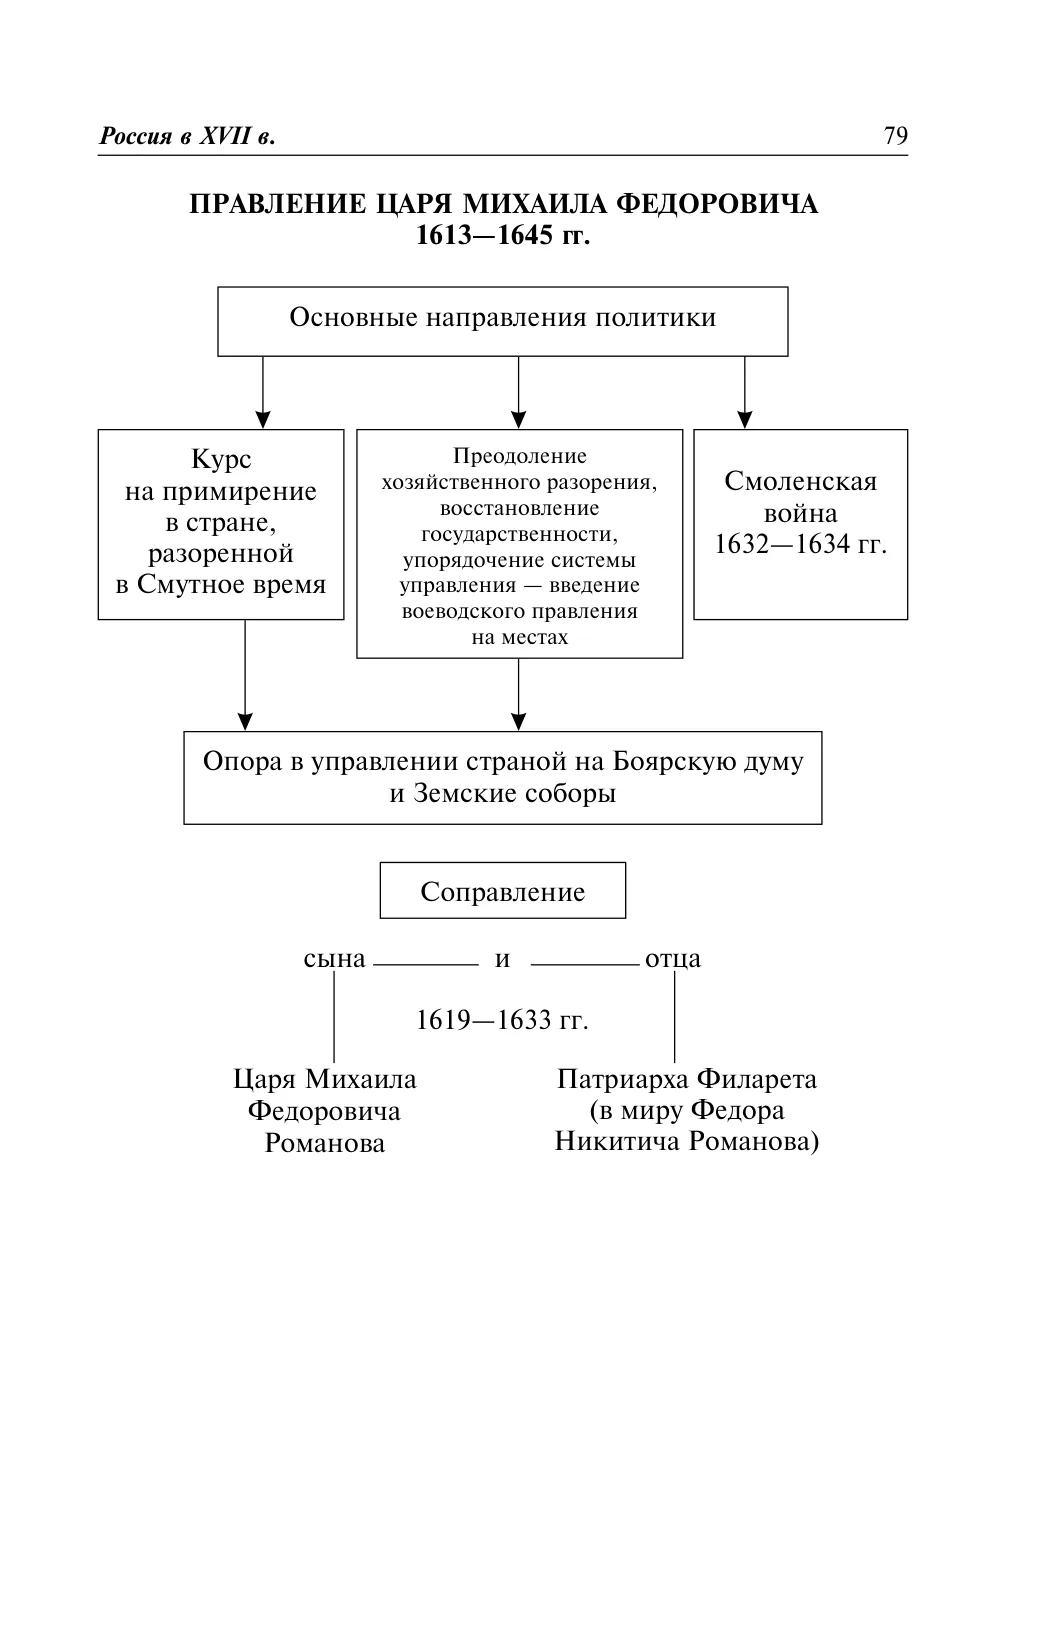 Россия в XVII в.
79
ПРАВЛЕНИЕ ЦАРЯ МИХАИЛА ФЕДОРОВИЧА
1613—1645 гг.
Основные направления политики
Курс
на примирение
в стране,
разоренной
в Смутное время
Преодоление
хозяйственного разорения,
восстановление
государственности,
упорядочение системы
управления — введение
воеводского правления
на местах
Смоленская
война
1632—1634 гг.
Опора в управлении страной на Боярскую думу
и Земские соборы
Соправление
сына и отца
1619—1633 гг.
Царя Михаила
Федоровича
Романова
Патриарха Филарета
(в миру Федора
Никитича Романова)